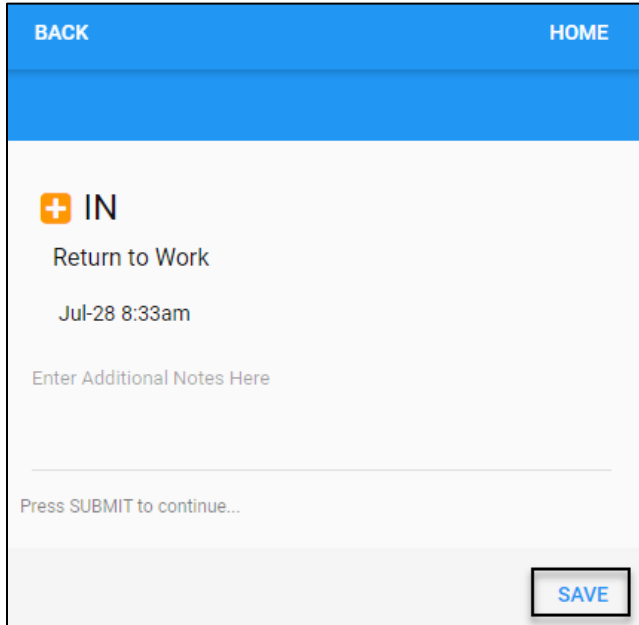 BACK HOME
IN
Return to Work
Jul-28 8:33am
Enter Additional Notes Here
Press SUBMIT to continue...
SAVE